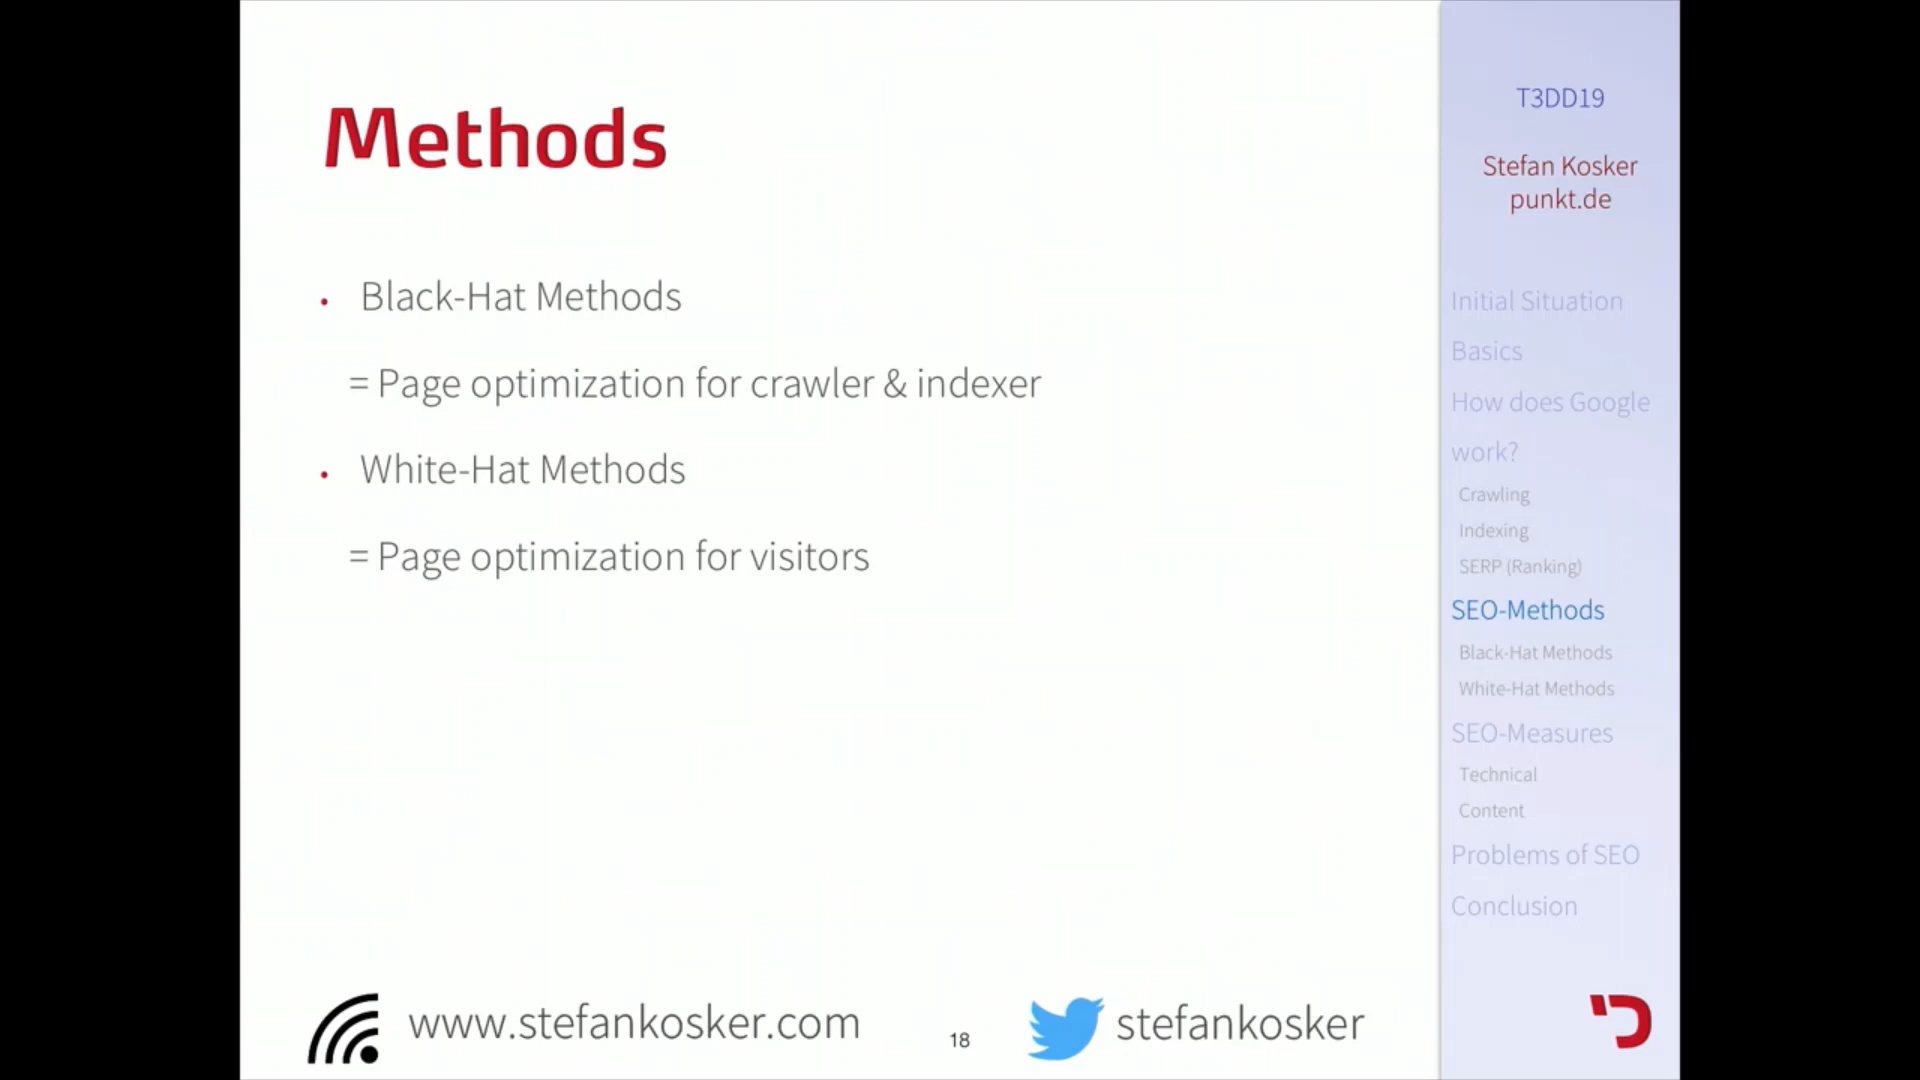 Methods
• Black-Hat Methods
= Page optimization for crawler & indexer
• White-Hat Methods
= Page optimization for visitors
www.stefankosker.com
18
stefankosker
T3DD19
Stefan Kosker
punkt.de
Initial Situation
Basics
How does Google
work?
Crawling
Indexing
SERP (Ranking)
SEO-Methods
Black-Hat Methods
White-Hat Methods
SEO-Measures
Technical
Content
Problems of SEO
Conclusion